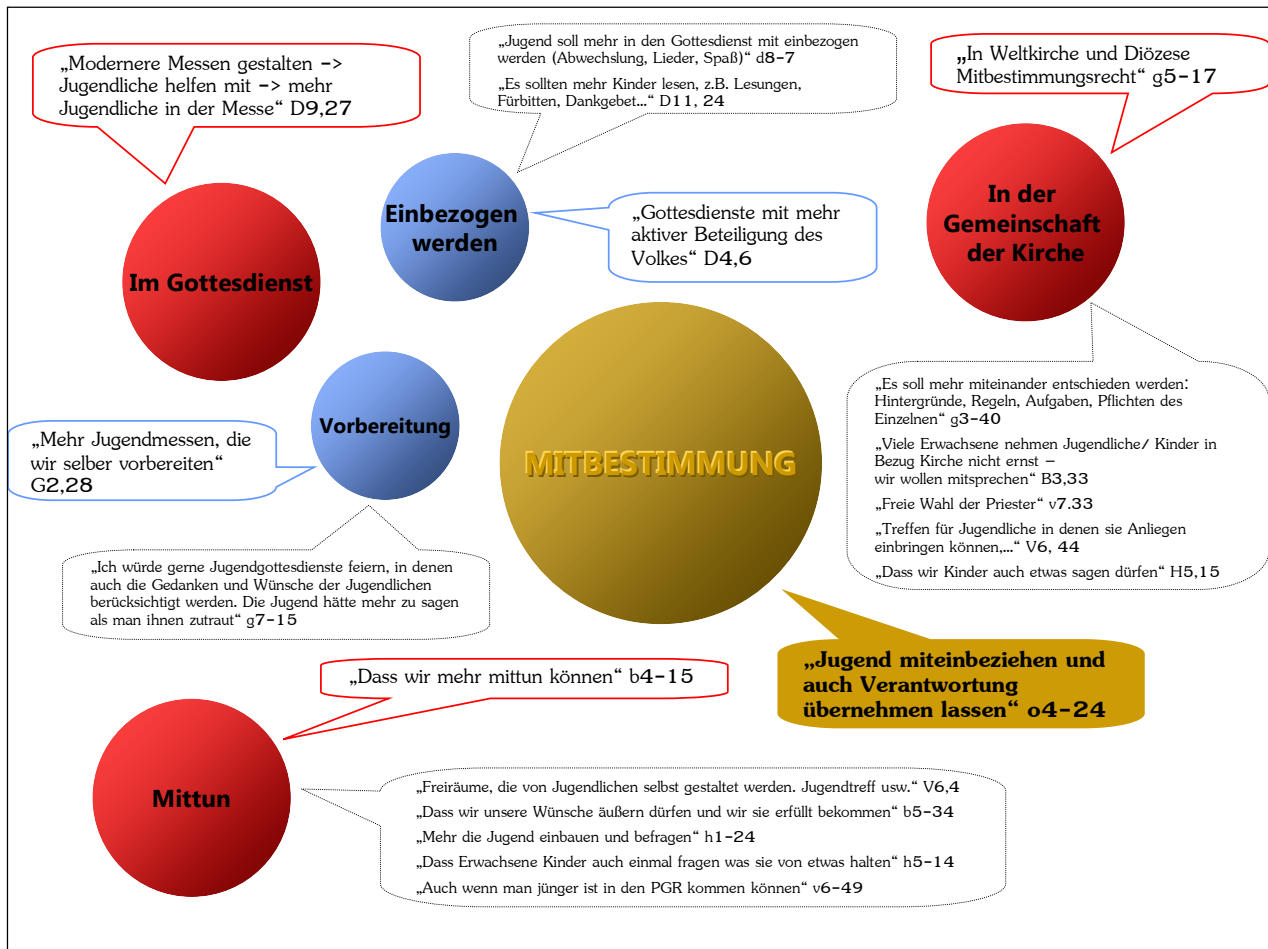 „Modernere Messen gestalten –>
Jugendliche helfen mit –> mehr
Jugendliche in der Messe“ D9,27
„Jugend soll mehr in den Gottesdienst mit einbezogen
werden (Abwechslung, Lieder, Spaß)“ d8-7
„Es sollten mehr Kinder lesen, z.B. Lesungen,
Fürbitten, Dankgebet...“ D11, 24
„In Weltkirche und Diözese
Mitbestimmungsrecht“ g5-17
Im Gottesdienst
Einbezogen
werden
„Gottesdienste mit mehr
aktiver Beteiligung des
Volkes“ D4,6
In der
Gemeinschaft
der Kirche
Vorbereitung
„Mehr Jugendmessen, die
wir selber vorbereiten“
G2,28
MITBESTIMMUNG
„Es soll mehr miteinander entschieden werden:
Hintergründe, Regeln, Aufgaben, Pflichten des
Einzelnen“ g3-40
„Viele Erwachsene nehmen Jugendliche/ Kinder in
Bezug Kirche nicht ernst –
wir wollen mitsprechen“ B3,33
„Freie Wahl der Priester“ v7.33
„Treffen für Jugendliche in denen sie Anliegen
einbringen können,...“ V6, 44
„Dass wir Kinder auch etwas sagen dürfen“ H5,15
„Ich würde gerne Jugendgottesdienste feiern, in denen
auch die Gedanken und Wünsche der Jugendlichen
berücksichtigt werden. Die Jugend hätte mehr zu sagen
als man ihnen zutraut“ g7-15
„Jugend miteinbeziehen und
auch Verantwortung
übernehmen lassen“ o4-24
„Dass wir mehr mittun können“ b4-15
Mittun
„Freiräume, die von Jugendlichen selbst gestaltet werden. Jugendtreff usw.“ V6,4
„Dass wir unsere Wünsche äußern dürfen und wir sie erfüllt bekommen“ b5-34
„Mehr die Jugend einbauen und befragen“ h1-24
„Dass Erwachsene Kinder auch einmal fragen was sie von etwas halten“ h5-14
„Auch wenn man jünger ist in den PGR kommen können“ v6-49